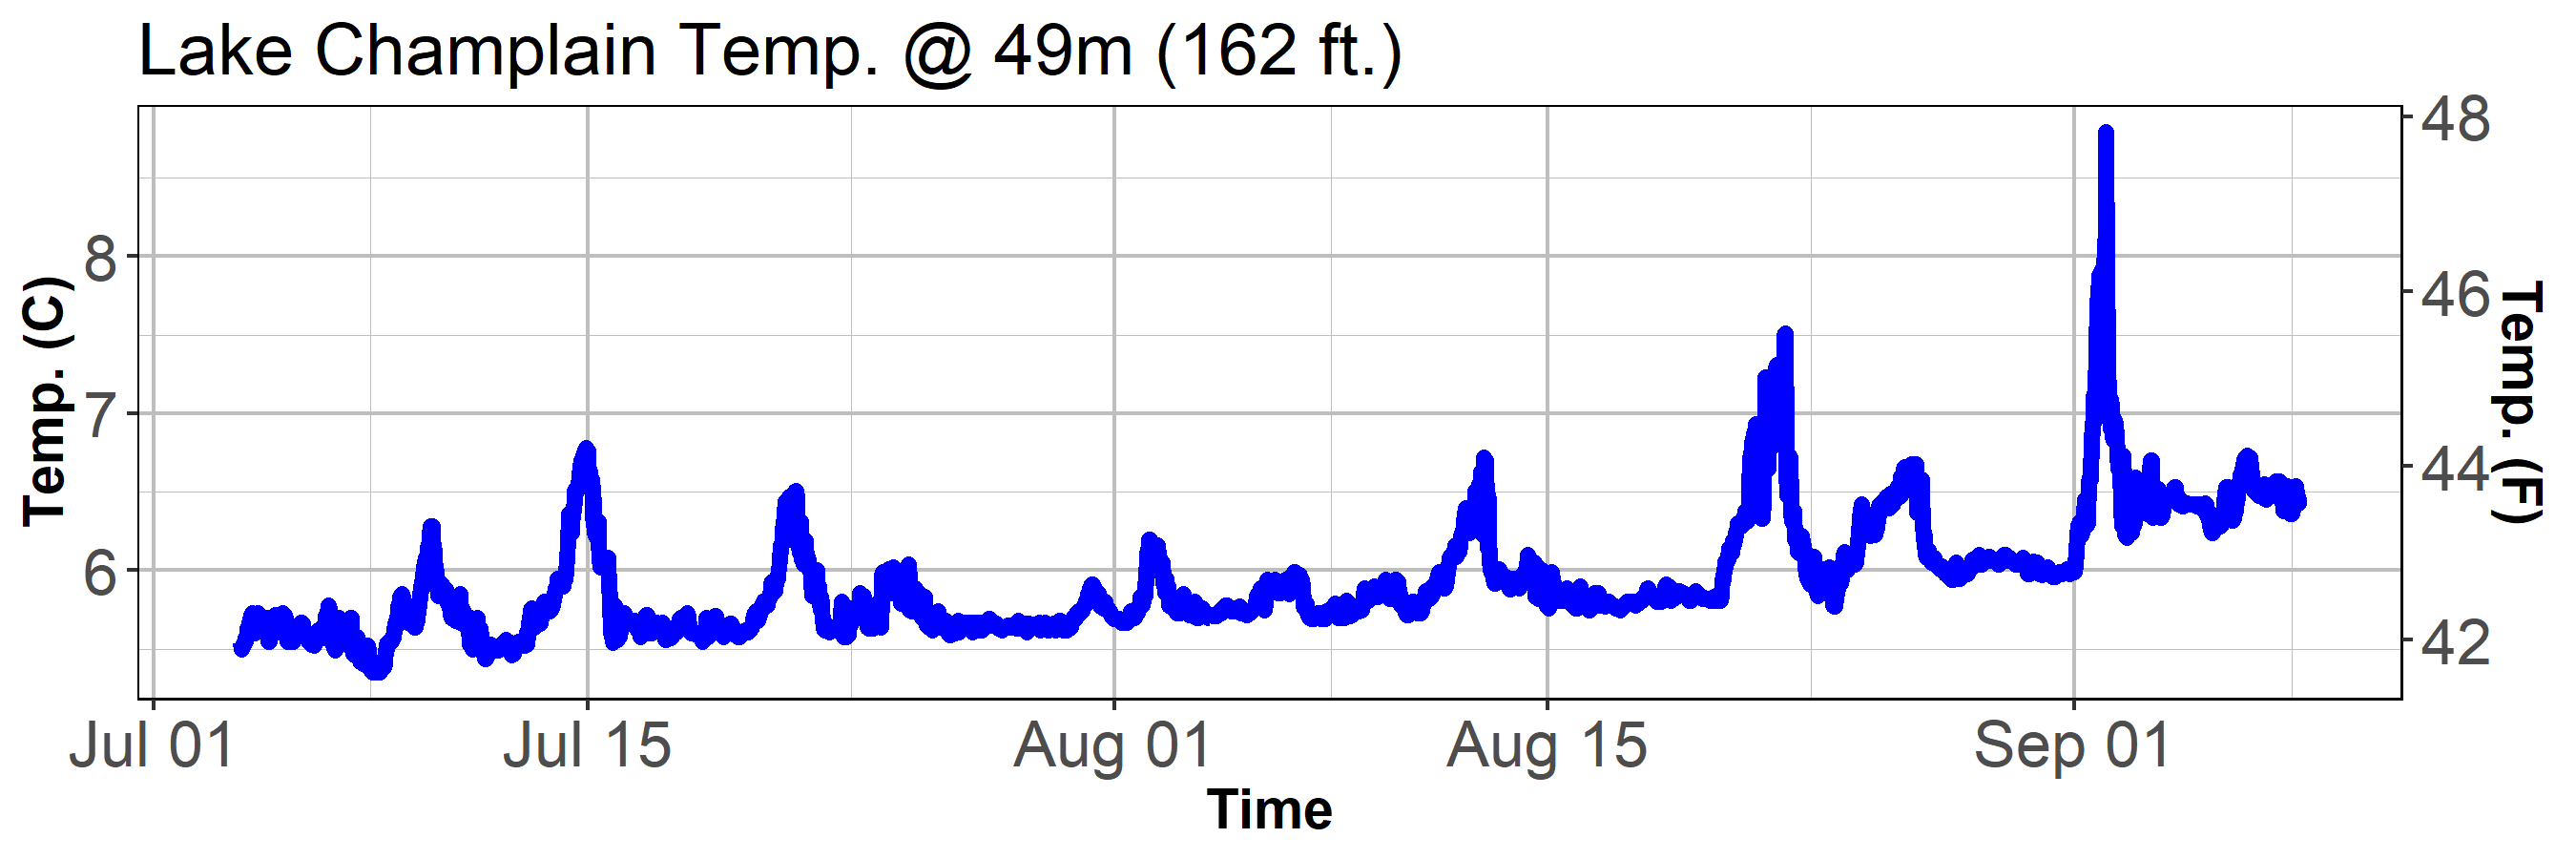 Lake Champlain Temp. @ 49m (162 ft.)
48
8
46
Temp. (C)
Temp. (F)
7
44
6
42
Jul 01 Jul 15 Aug 01 Aug 15 Sep 01
Time